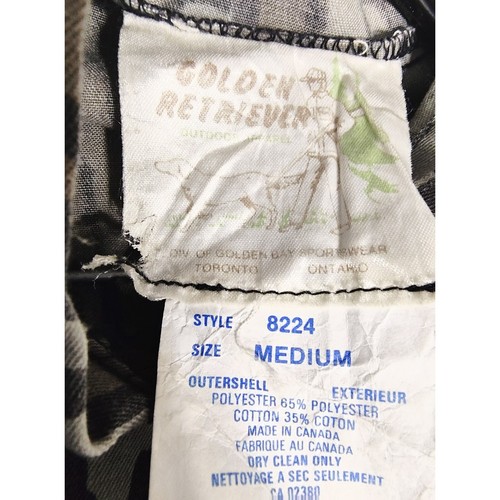 GOLDEN
RETRIEVER
OUTDOOR APPAREL
DIV. OF GOLDEN BAY SPORTSWEAR
TORONTO ONTARIO
STYLE 8224
SIZE MEDIUM
OUTERSHELL EXTERIEUR
POLYESTER 65% POLYESTER
COTTON 35% COTON
MADE IN CANADA
FABRIQUE AU CANADA
DRY CLEAN ONLY
NETTOYAGE A SEC SEULEMENT
CA 02380